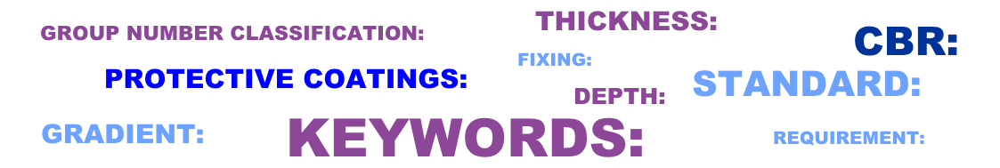 THICKNESS:
GROUP NUMBER CLASSIFICATION:
CBR:
FIXING:
PROTECTIVE COATINGS:
STANDARD:
DEPTH:
GRADIENT:
KEYWORDS:
REQUIREMENT: